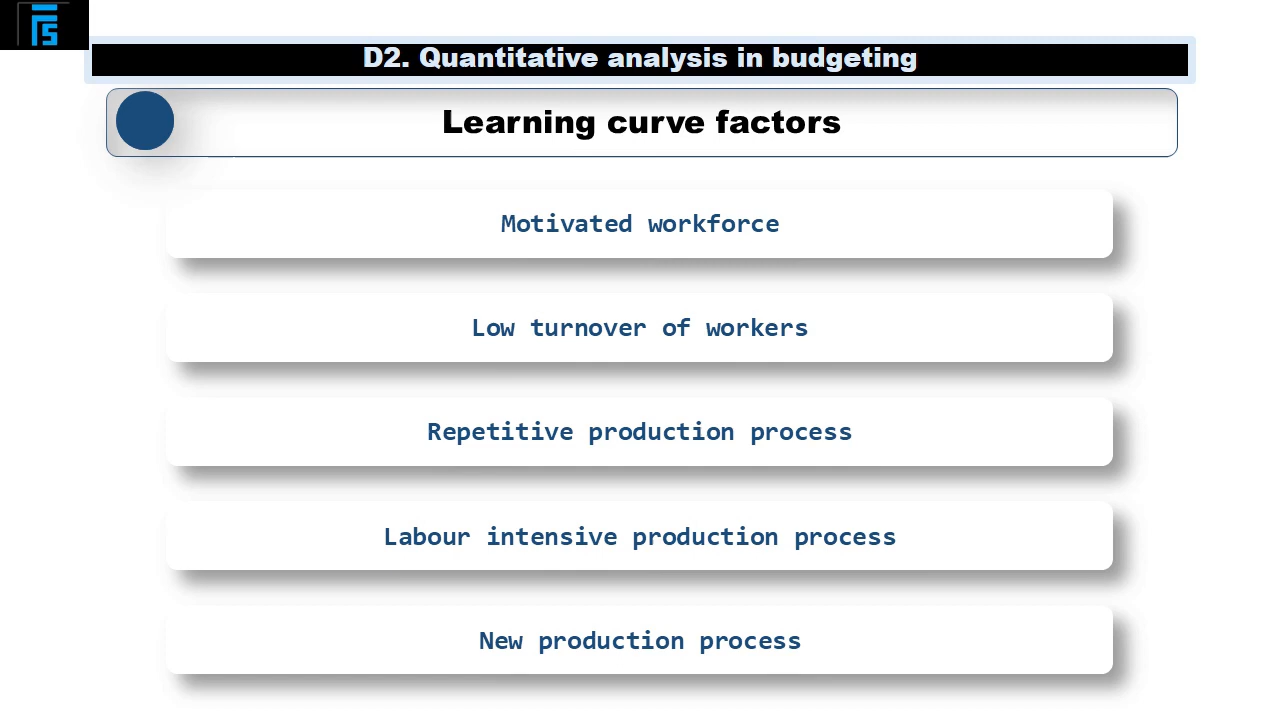 D2. Quantitative analysis in budgeting
Learning curve factors
Motivated workforce
Low turnover of workers
Repetitive production process
Labour intensive production process
New production process